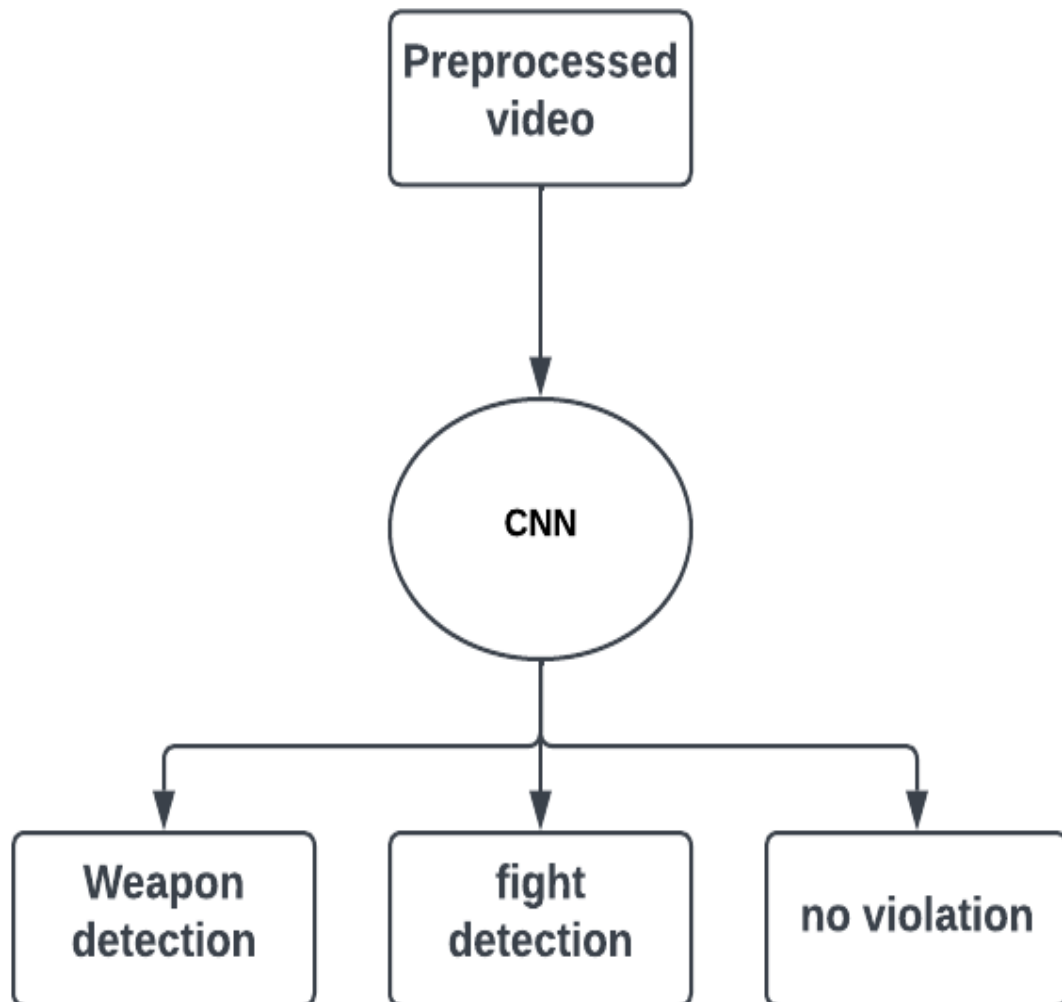 Preprocessed
video
CNN
Weapon
detection
fight
detection
no violation